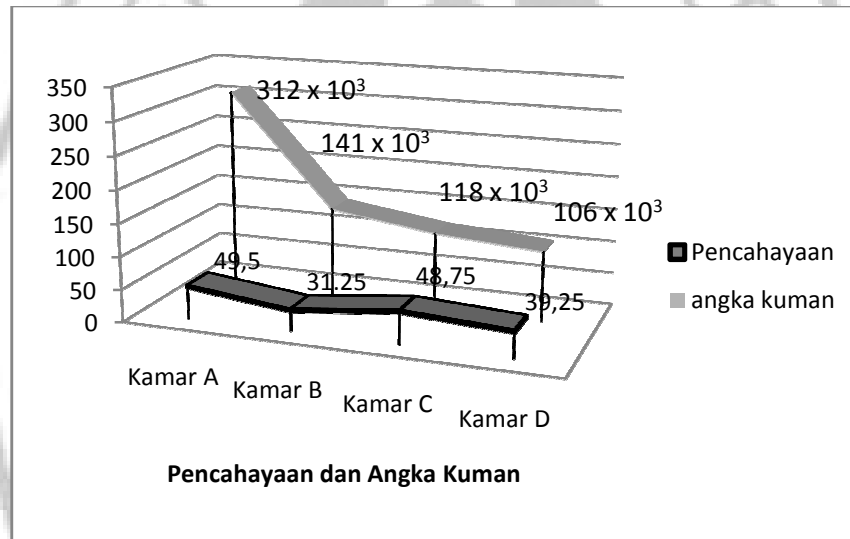 350
300
250
200
150
100
50
0
312 x 10³
141 x 10³
118 x 10³
106 x 10³
49,5
31.25
48,75
39,25
Kamar A
Kamar B
Kamar C
Kamar D
Pencahayaan
angka kuman
Pencahayaan dan Angka Kuman